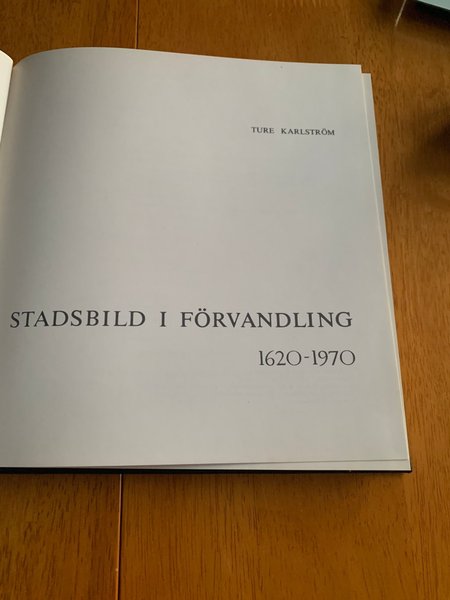 TURE KARLSTRÖM
STADSBILD I FÖRVANDLING
1620-1970